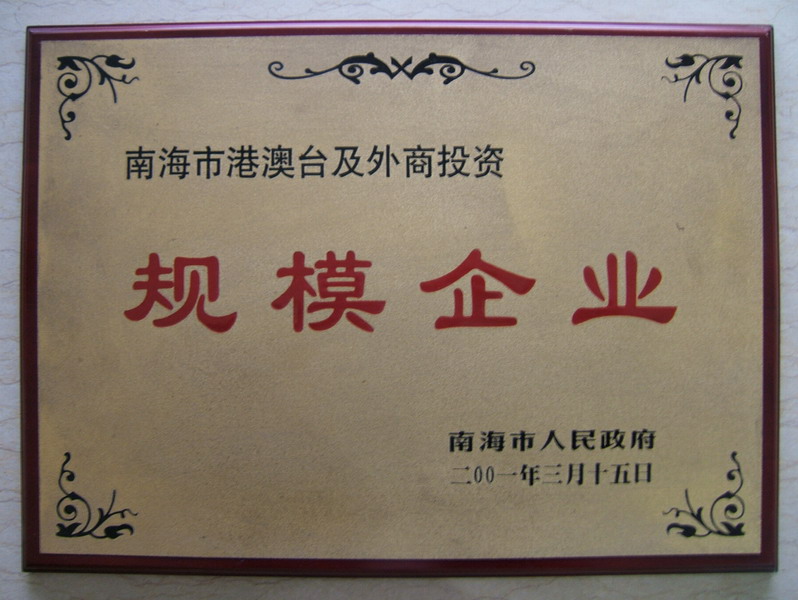 南海市港澳台及外商投资
规模企业
南海市人民政府
二00一年三月十五日